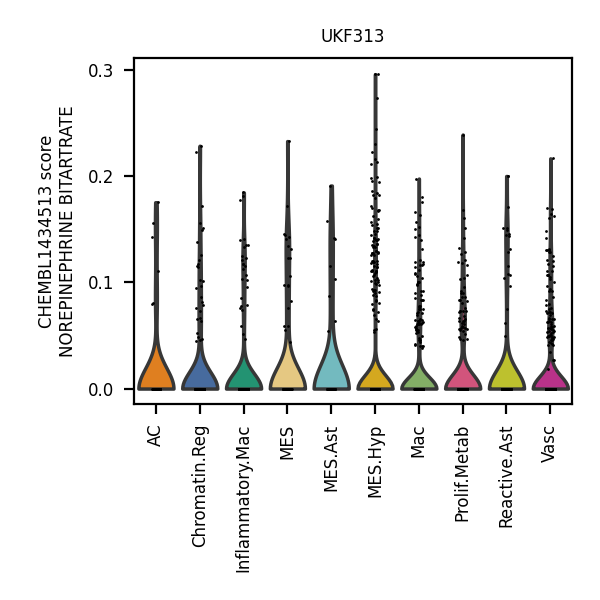 UKF313
CHEMBL1434513 score
NOREPINEPHRINE BITARTRATE
0.3
0.2
0.1
0.0
AC
Chromatin.Reg
Inflammatory.Mac
MES
MES.Ast
MES.Hyp
Mac
Prolif.Metab
Reactive.Ast
Vasc